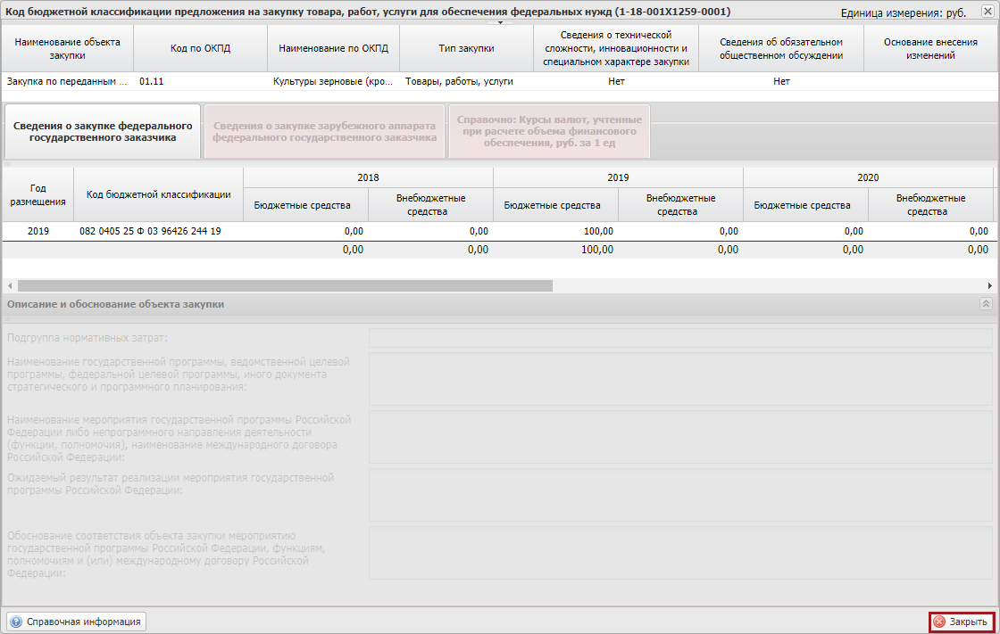 Код бюджетной классификации предложения на закупку товара, работ, услуги для обеспечения федеральных нужд (1-18-001X1259-0001)
Единица измерения: руб.
Наименование объекта
закупки
Код по ОКПД
Наименование по ОКПД
Тип закупки
Сведения о технической
сложности, инновационности и
специальном характере закупки
Сведения об обязательном
общественном обсуждении
Основание внесения
изменений
Закупка по переданным ...
01.11
Культуры зерновые (кро...
Товары, работы, услуги
Нет
Нет
Сведения о закупке федерального
государственного заказчика
Сведения о закупке зарубежного аппарата
федерального государственного заказчика
Справочно: Курсы валют, учтенные
при расчете объема финансового
обеспечения, руб. за 1 ед
Год
размещения
Код бюджетной классификации
2018
2019
2020
Бюджетные средства
Внебюджетные
средства
Бюджетные средства
Внебюджетные
средства
Бюджетные средства
Внебюджетные
средства
2019
082 0405 25 Ф 03 96426 244 19
0,00
0,00
100,00
0,00
0,00
0,00
0,00
0,00
100,00
0,00
0,00
0,00
Описание и обоснование объекта закупки
Подгруппа нормативных затрат:
Наименование государственной программы, ведомственной целевой
программы, федеральной целевой программы, иного документа
стратегического и программного планирования:
Наименование мероприятия государственной программы Российской
Федерации либо непрограммного направления деятельности
(функции, полномочия), наименование международного договора
Российской Федерации:
Ожидаемый результат реализации мероприятия государственной
программы Российской Федерации:
Обоснование соответствия объекта закупки мероприятию
государственной программы Российской Федерации, функциям,
полномочиям и (или) международному договору Российской
Федерации:
Справочная информация
Закрыть